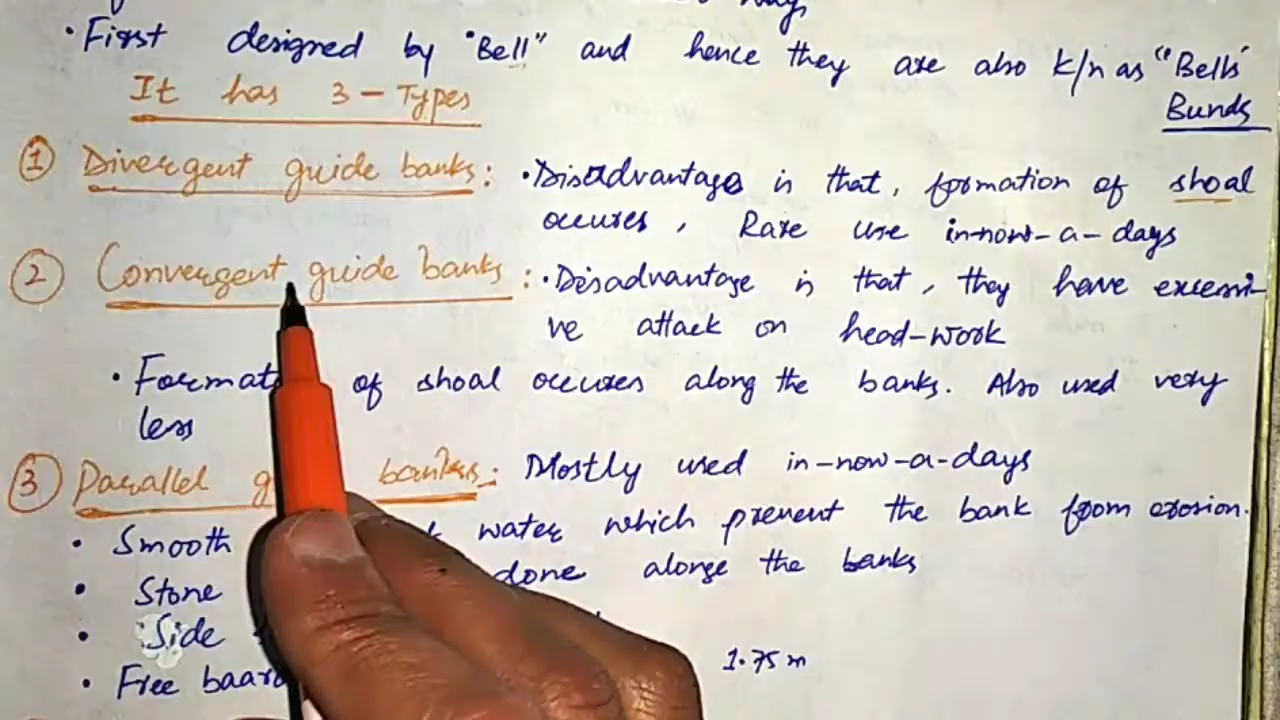 way
• First designed by "Bell" and hence they are also k/n as "Bells'
Bunds
It has 3 - Types
① Divergent guide banks : • Disadvantage is that, formation of shoal
occures, Rare use in-now-a-days
② Convergent guide banks : • Disadvantage is that, they have excessi-
ve attack on head-work
• Format of shoal occures along the banks. Also used very
less
③ Parallel g banks : Mostly used in-now-a-days
• Smooth water which prevent the bank from erosion.
• Stone done alonge the banks
• Side
• Free baard 1.75 m